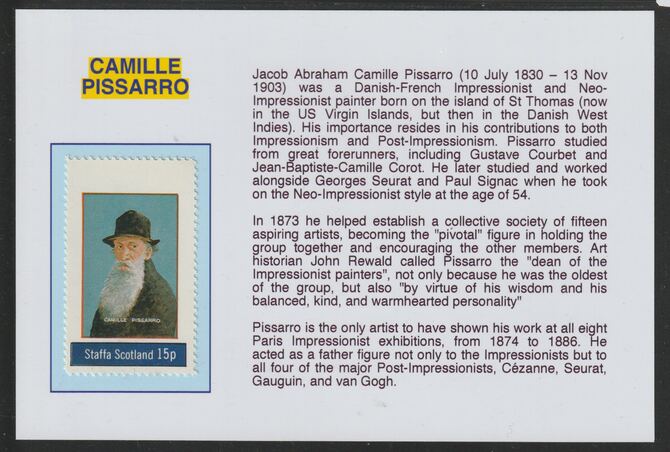 CAMILLE
PISSARRO
Jacob Abraham Camille Pissarro (10 July 1830 – 13 Nov
1903) was a Danish-French Impressionist and Neo-
Impressionist painter born on the island of St Thomas (now
in the US Virgin Islands, but then in the Danish West
Indies). His importance resides in his contributions to both
Impressionism and Post-Impressionism. Pissarro studied
from great forerunners, including Gustave Courbet and
Jean-Baptiste-Camille Corot. He later studied and worked
alongside Georges Seurat and Paul Signac when he took
on the Neo-Impressionist style at the age of 54.
In 1873 he helped establish a collective society of fifteen
aspiring artists, becoming the "pivotal" figure in holding the
group together and encouraging the other members. Art
historian John Rewald called Pissarro the "dean of the
Impressionist painters", not only because he was the oldest
of the group, but also "by virtue of his wisdom and his
balanced, kind, and warmhearted personality"
Pissarro is the only artist to have shown his work at all eight
Paris Impressionist exhibitions, from 1874 to 1886. He
acted as a father figure not only to the Impressionists but to
all four of the major Post-Impressionists, Cézanne, Seurat,
Gauguin, and van Gogh.
CAMILLE PISSARRO
Staffa Scotland 15p